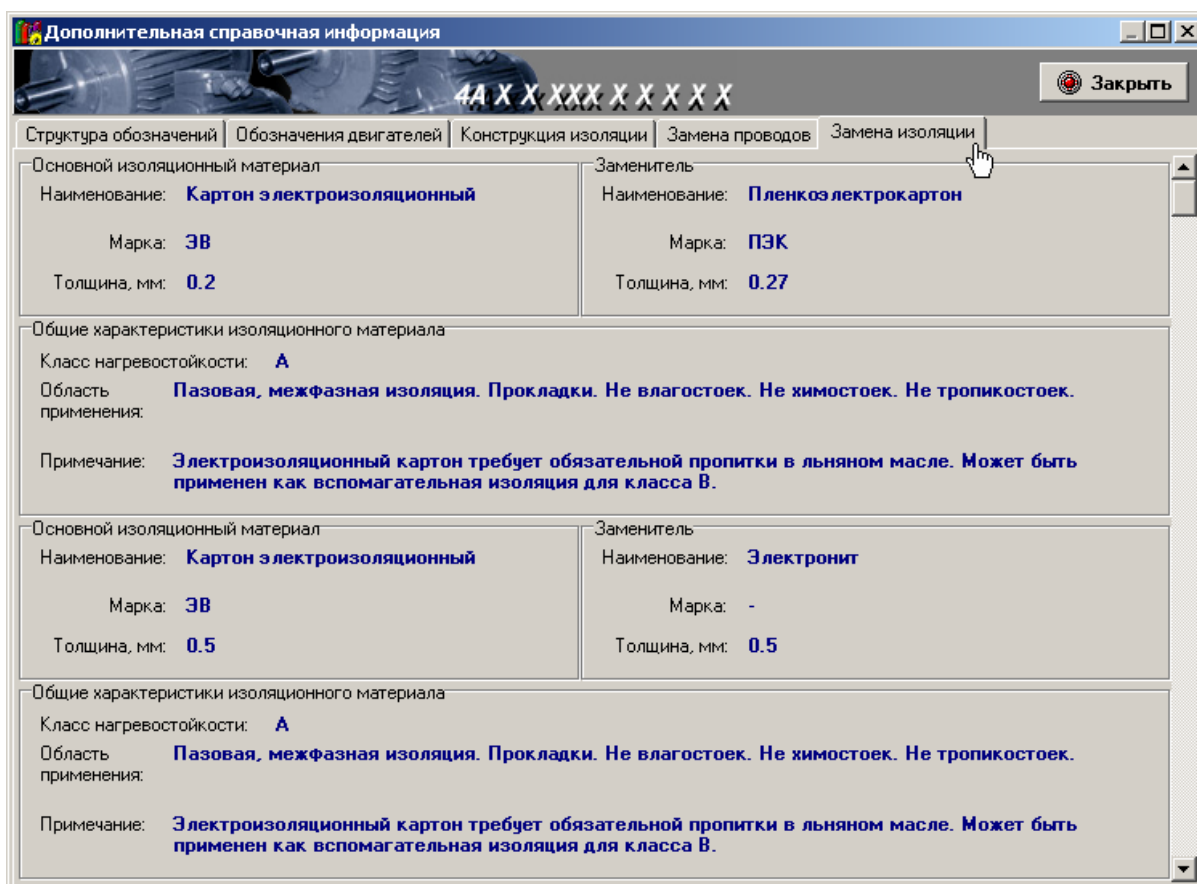 Дополнительная справочная информация
4A X X XXX X X X X X
Закрыть
Структура обозначений Обозначения двигателей Конструкция изоляции Замена проводов Замена изоляции
Основной изоляционный материал
Наименование: Картон электроизоляционный
Марка: ЭВ
Толщина, мм: 0.2
Заменитель
Наименование: Пленкоэлектрокартон
Марка: ПЭК
Толщина, мм: 0.27
Общие характеристики изоляционного материала
Класс нагревостойкости: А
Область применения: Пазовая, межфазная изоляция. Прокладки. Не влагостоек. Не химостоек. Не тропикостоек.
Примечание: Электроизоляционный картон требует обязательной пропитки в льняном масле. Может быть
применен как вспомагательная изоляция для класса В.
Основной изоляционный материал
Наименование: Картон электроизоляционный
Марка: ЭВ
Толщина, мм: 0.5
Заменитель
Наименование: Электронит
Марка: -
Толщина, мм: 0.5
Общие характеристики изоляционного материала
Класс нагревостойкости: А
Область применения: Пазовая, межфазная изоляция. Прокладки. Не влагостоек. Не химостоек. Не тропикостоек.
Примечание: Электроизоляционный картон требует обязательной пропитки в льняном масле. Может быть
применен как вспомагательная изоляция для класса В.